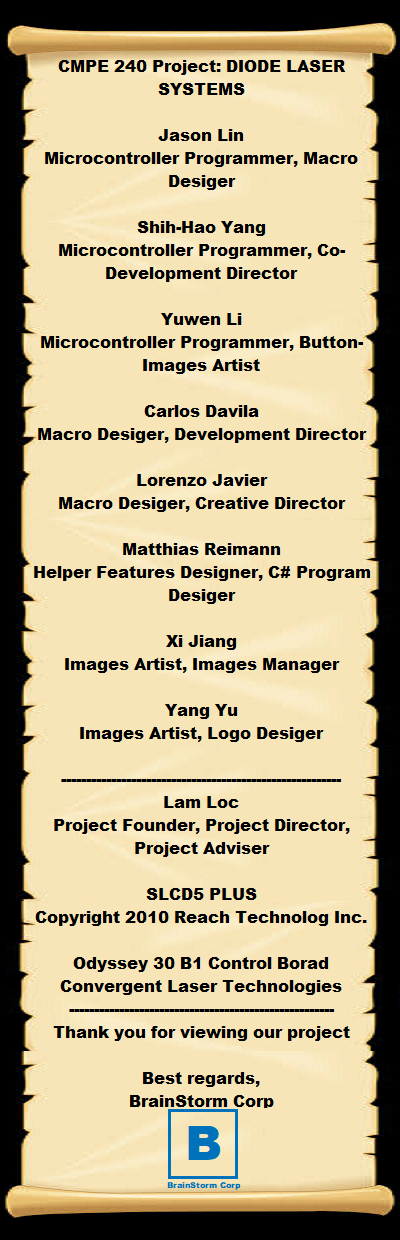 CMPE 240 Project: DIODE LASER
SYSTEMS
Jason Lin
Microcontroller Programmer, Macro
Desiger
Shih-Hao Yang
Microcontroller Programmer, Co-
Development Director
Yuwen Li
Microcontroller Programmer, Button-
Images Artist
Carlos Davila
Macro Desiger, Development Director
Lorenzo Javier
Macro Desiger, Creative Director
Matthias Reimann
Helper Features Designer, C# Program
Desiger
Xi Jiang
Images Artist, Images Manager
Yang Yu
Images Artist, Logo Desiger
--------------------------------------------------------
Lam Loc
Project Founder, Project Director,
Project Adviser
SLCD5 PLUS
Copyright 2010 Reach Technolog Inc.
Odyssey 30 B1 Control Borad
Convergent Laser Technologies
-----------------------------------------------------
Thank you for viewing our project
Best regards,
BrainStorm Corp
B
BrainStorm Corp